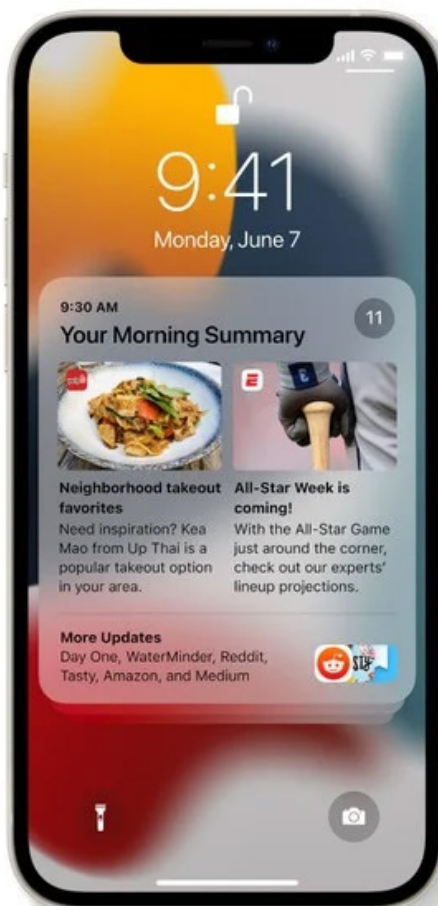 9:41
Monday, June 7
9:30 AM
Your Morning Summary
11
Neighborhood takeout
favorites
Need inspiration? Kea
Mao from Up Thai is a
popular takeout option
in your area.
All-Star Week is
coming!
With the All-Star Game
just around the corner,
check out our experts'
lineup projections.
More Updates
Day One, WaterMinder, Reddit,
Tasty, Amazon, and Medium